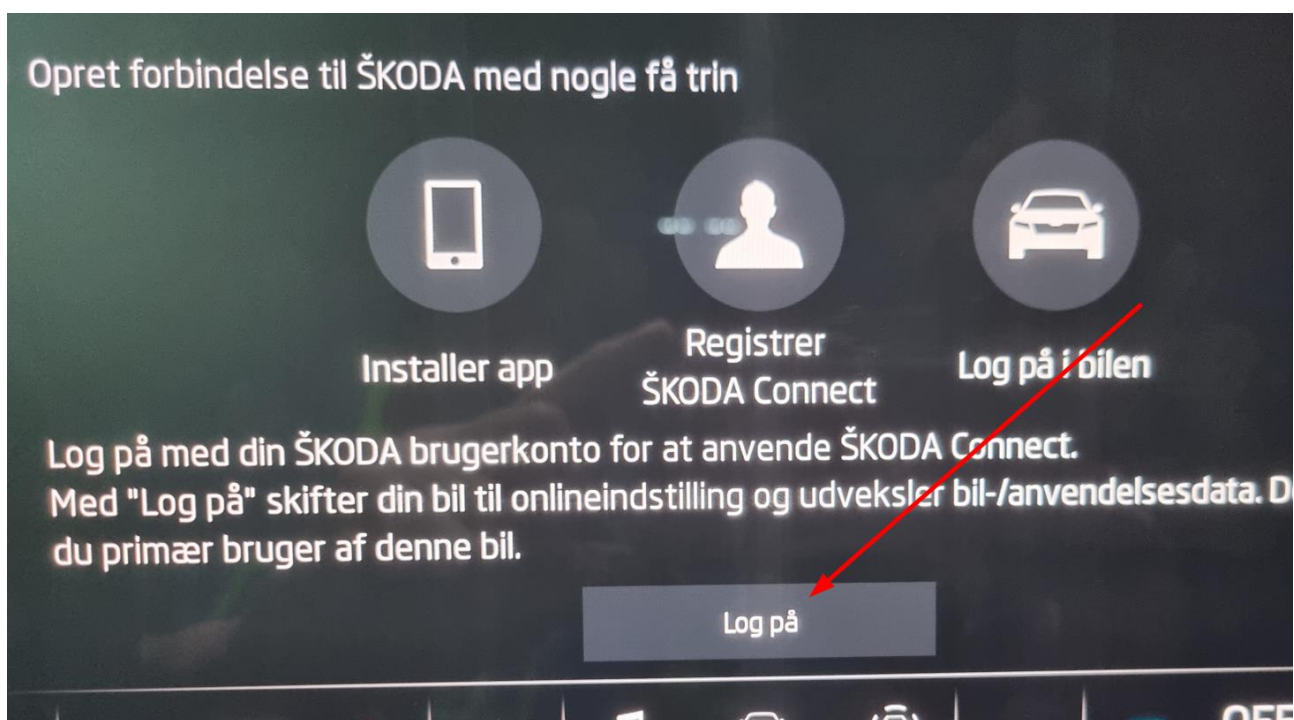 Opret forbindelse til ŠKODA med nogle få trin
Installer app
Registrer
ŠKODA Connect
Log på i bilen
Log på med din ŠKODA brugerkonto for at anvende ŠKODA Connect.
Med "Log på" skifter din bil til onlineindstilling og udveksler bil-/anvendelsesdata.
du primær bruger af denne bil.
Log på